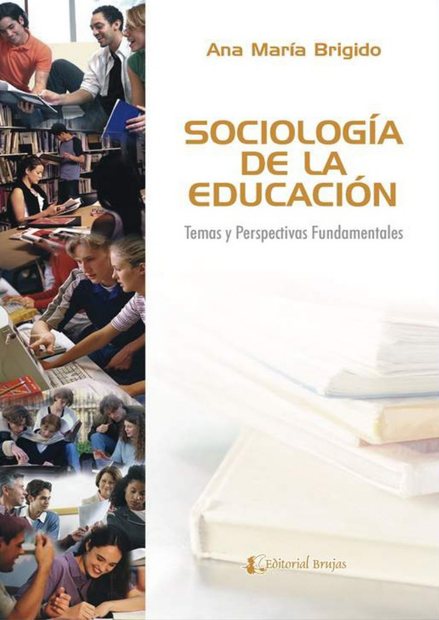 Ana María Brigido
SOCIOLOGÍA
DE LA
EDUCACIÓN
Temas y Perspectivas Fundamentales
Editorial Brujas